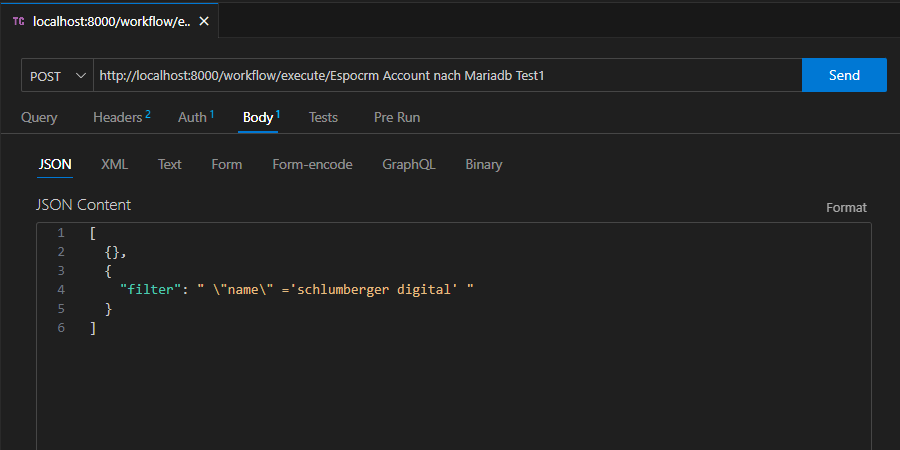 TC localhost:8000/workflow/e.. ×
POST http://localhost:8000/workflow/execute/Espocrm Account nach Mariadb Test1 Send
Query Headers 2 Auth 1 Body 1 Tests Pre Run
JSON XML Text Form Form-encode GraphQL Binary
JSON Content Format
1 [
2 {},
3 {
4 "filter": " \"name\" ='schlumberger digital' "
5 }
6 ]